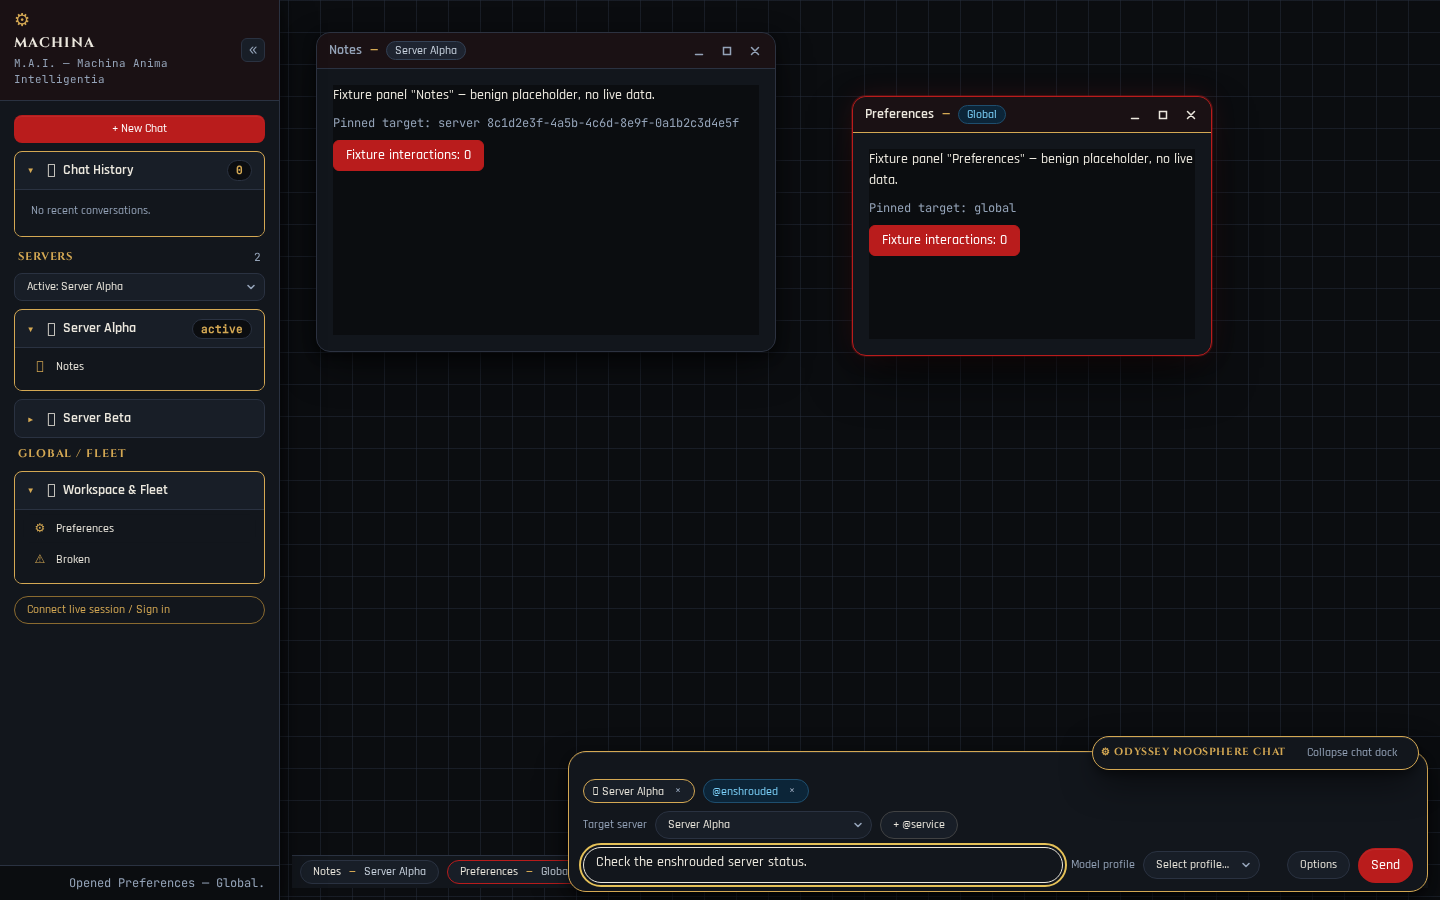 MACHINA
M.A.I. — Machina Anima
Intelligentia
«
+ New Chat
Chat History
0
No recent conversations.
SERVERS
2
Active: Server Alpha
Server Alpha
active
Notes
Server Beta
GLOBAL / FLEET
Workspace & Fleet
Preferences
Broken
Connect live session / Sign in
Opened Preferences — Global.
Notes — Server Alpha
Fixture panel "Notes" — benign placeholder, no live data.
Pinned target: server 8c1d2e3f-4a5b-4c6d-8e9f-0a1b2c3d4e5f
Fixture interactions: 0
Preferences — Global
Fixture panel "Preferences" — benign placeholder, no live
data.
Pinned target: global
Fixture interactions: 0
Notes — Server Alpha
Preferences — Globa
ODYSSEY NOOSPHERE CHAT
Collapse chat dock
Server Alpha ×
@enshrouded ×
Target server
Server Alpha
+ @service
Check the enshrouded server status.
Model profile
Select profile...
Options
Send